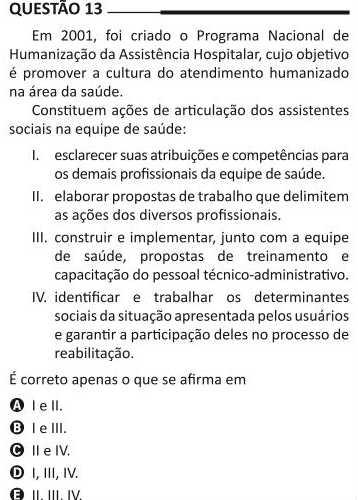 QUESTÃO 13
Em 2001, foi criado o Programa Nacional de
Humanização da Assistência Hospitalar, cujo objetivo
é promover a cultura do atendimento humanizado
na área da saúde.
Constituem ações de articulação dos assistentes
sociais na equipe de saúde:
I. esclarecer suas atribuições e competências para
os demais profissionais da equipe de saúde.
II. elaborar propostas de trabalho que delimitem
as ações dos diversos profissionais.
III. construir e implementar, junto com a equipe
de saúde, propostas de treinamento e
capacitação do pessoal técnico-administrativo.
IV. identificar e trabalhar os determinantes
sociais da situação apresentada pelos usuários
e garantir a participação deles no processo de
reabilitação.
É correto apenas o que se afirma em
A I e II.
B I e III.
C II e IV.
D I, III, IV.
E II, III, IV.